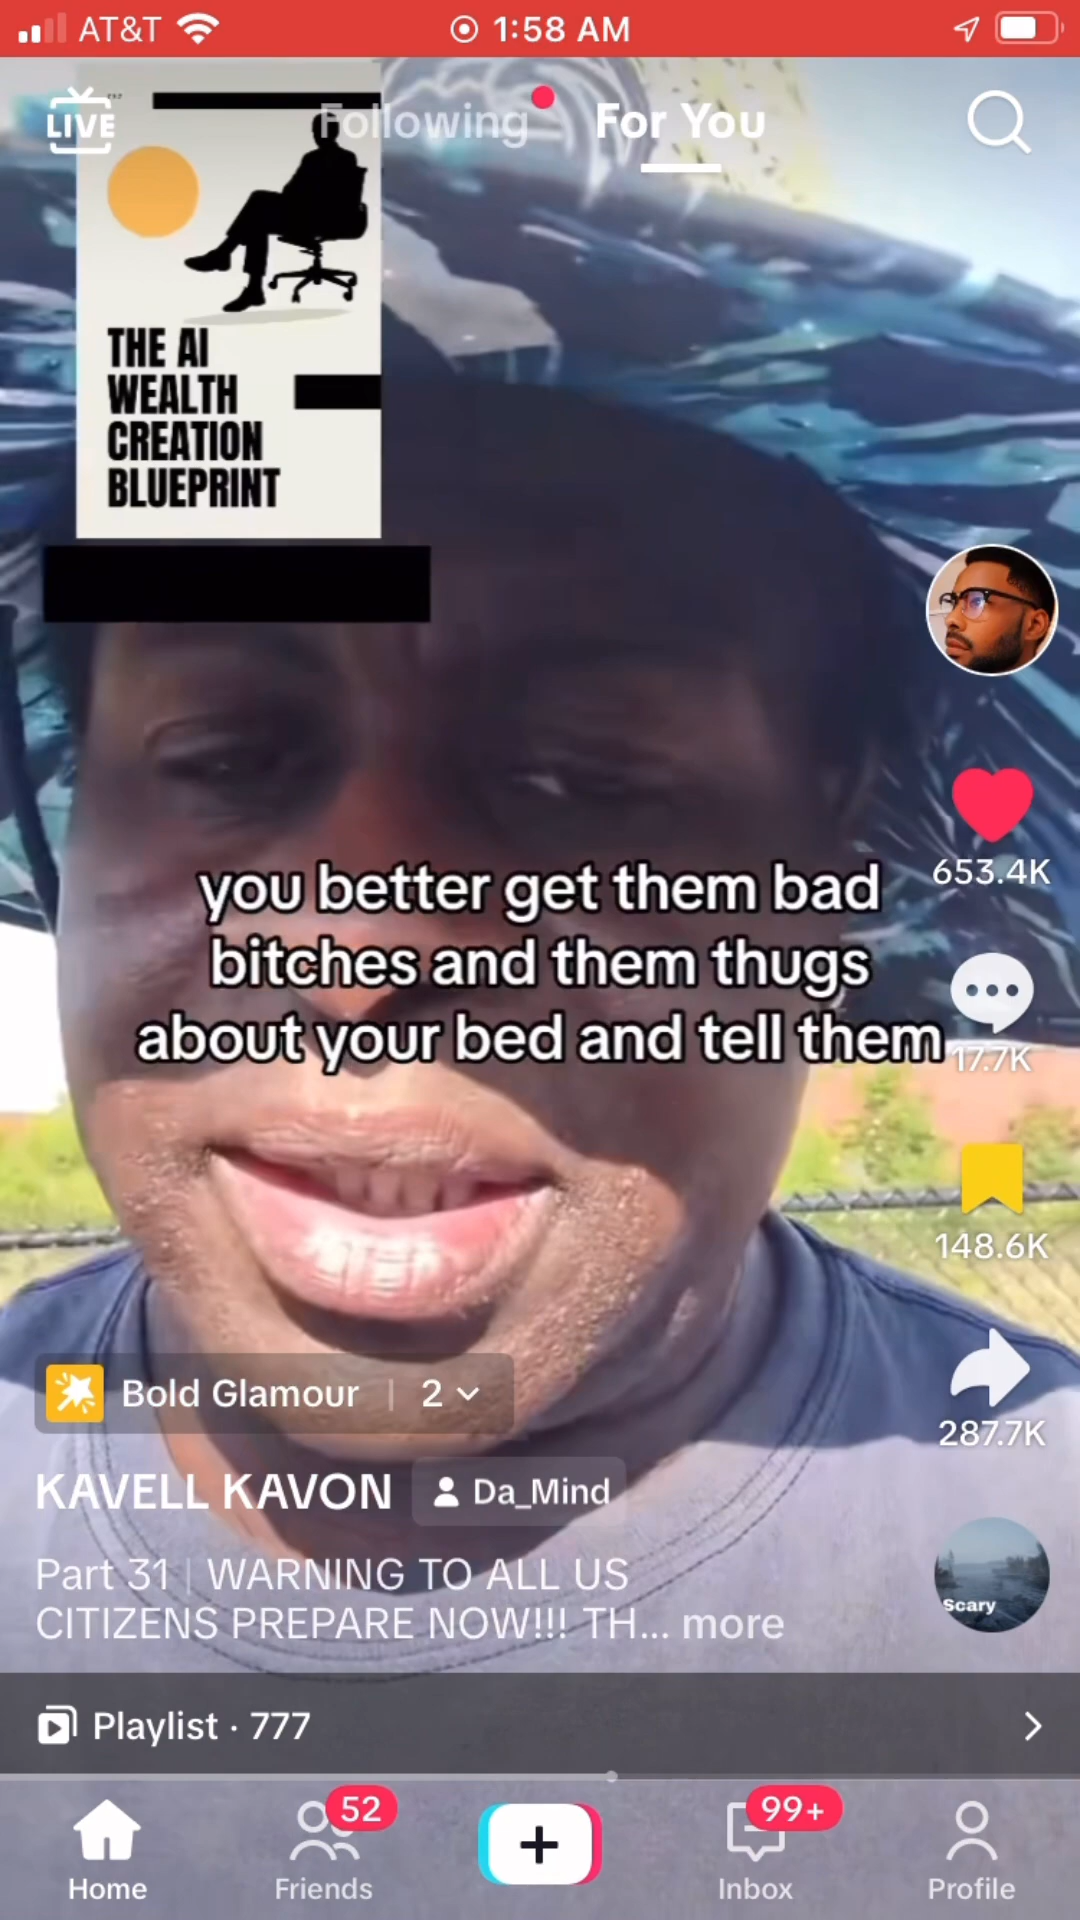 AT&T 1:58 AM
LIVE
Following For You
THE AI
WEALTH
CREATION
BLUEPRINT
653.4K
you better get them bad
bitches and them thugs
about your bed and tell them
17.7K
148.6K
Bold Glamour | 2
287.7K
KAVELL KAVON Da_Mind
Part 31 | WARNING TO ALL US
CITIZENS PREPARE NOW!!! TH... more
Scary
Playlist · 777
52
99+
Home Friends Inbox Profile